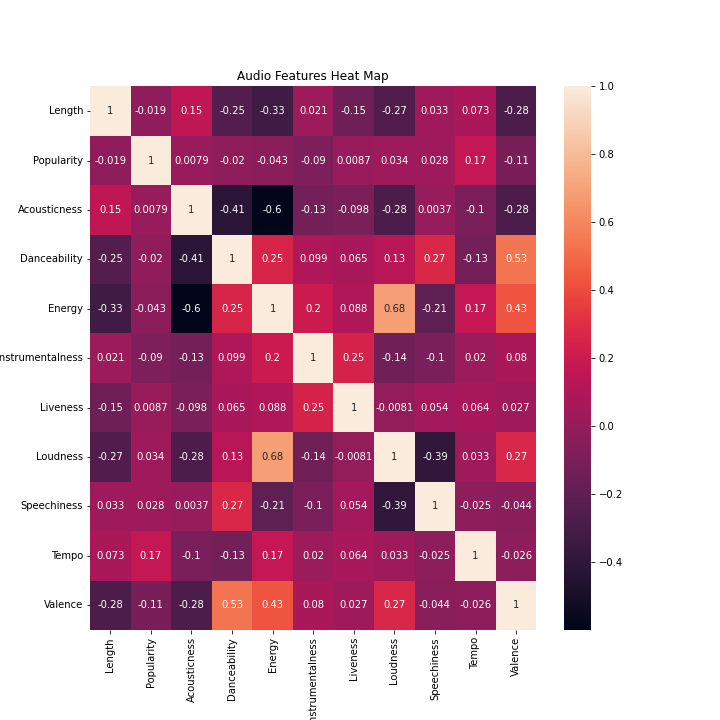 Audio Features Heat Map
Length 1 -0.019 0.15 -0.25 -0.33 0.021 -0.15 -0.27 0.033 0.073 -0.28
Popularity -0.019 1 0.0079 -0.02 -0.043 -0.09 0.0087 0.034 0.028 0.17 -0.11
Acousticness 0.15 0.0079 1 -0.41 -0.6 -0.13 -0.098 -0.28 0.0037 -0.1 -0.28
Danceability -0.25 -0.02 -0.41 1 0.25 0.099 0.065 0.13 0.27 -0.13 0.53
Energy -0.33 -0.043 -0.6 0.25 1 0.2 0.088 0.68 -0.21 0.17 0.43
nstrumentalness 0.021 -0.09 -0.13 0.099 0.2 1 0.25 -0.14 -0.1 0.02 0.08
Liveness -0.15 0.0087 -0.098 0.065 0.088 0.25 1 -0.0081 0.054 0.064 0.027
Loudness -0.27 0.034 -0.28 0.13 0.68 -0.14 -0.0081 1 -0.39 0.033 0.27
Speechiness 0.033 0.028 0.0037 0.27 -0.21 -0.1 0.054 -0.39 1 -0.025 -0.044
Tempo 0.073 0.17 -0.1 -0.13 0.17 0.02 0.064 0.033 -0.025 1 -0.026
Valence -0.28 -0.11 -0.28 0.53 0.43 0.08 0.027 0.27 -0.044 -0.026 1
Length Popularity Acousticness Danceability Energy nstrumentalness Liveness Loudness Speechiness Tempo Valence
1.0
0.8
0.6
0.4
0.2
0.0
−0.2
−0.4